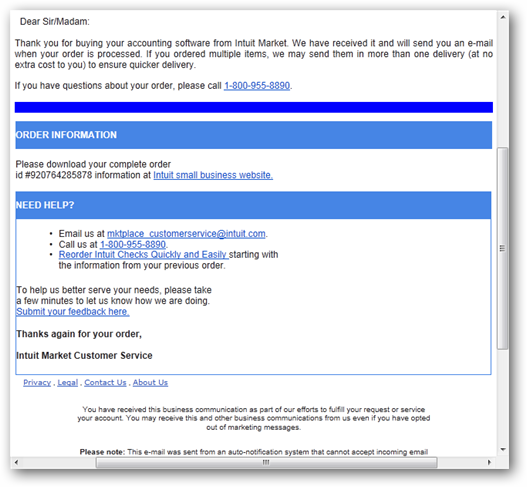 Dear Sir/Madam:
Thank you for buying your accounting software from Intuit Market. We have received it and will send you an e-mail
when your order is processed. If you ordered multiple items, we may send them in more than one delivery (at no
extra cost to you) to ensure quicker delivery.
If you have questions about your order, please call 1-800-955-8890.
ORDER INFORMATION
Please download your complete order
id #920764285878 information at Intuit small business website.
NEED HELP?
• Email us at mktplace_customerservice@intuit.com.
• Call us at 1-800-955-8890.
• Reorder Intuit Checks Quickly and Easily starting with
the information from your previous order.
To help us better serve your needs, please take
a few minutes to let us know how we are doing.
Submit your feedback here.
Thanks again for your order,
Intuit Market Customer Service
Privacy , Legal , Contact Us , About Us
You have received this business communication as part of our efforts to fulfill your request or service
your account. You may receive this and other business communications from us even if you have opted
out of marketing messages.
Please note: This e-mail was sent from an auto-notification system that cannot accept incoming email